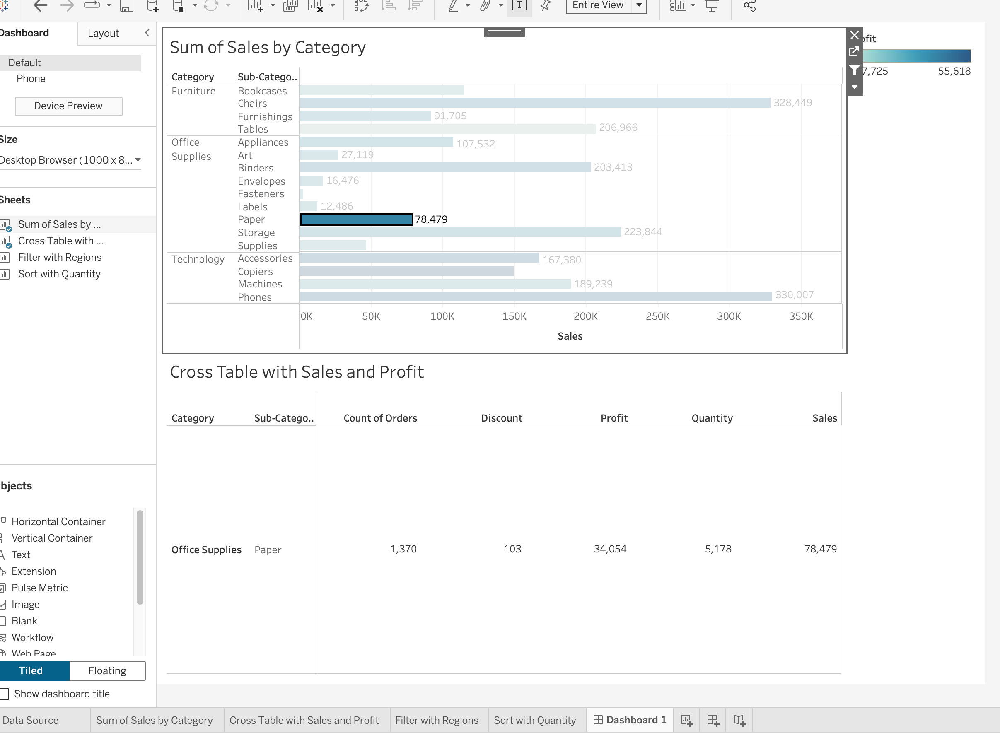 T
Entire View
Dashboard
Layout
Default
Phone
Device Preview
Size
Desktop Browser (1000 x 8...
Sheets
Sum of Sales by ...
Cross Table with ...
Filter with Regions
Sort with Quantity
Sum of Sales by Category
Category Sub-Catego..
Furniture Bookcases
Chairs 328,449
Furnishings 91,705
Tables 206,966
Office Supplies Appliances 107,532
Art 27,119
Binders 203,413
Envelopes 16,476
Fasteners
Labels 12,486
Paper 78,479
Storage 223,844
Supplies
Technology Accessories 167,380
Copiers
Machines 189,239
Phones 330,007
0K 50K 100K 150K 200K 250K 300K 350K
Sales
ofit
7,725 55,618
Cross Table with Sales and Profit
Category Sub-Catego.. Count of Orders Discount Profit Quantity Sales
Office Supplies Paper 1,370 103 34,054 5,178 78,479
bjects
Horizontal Container
Vertical Container
Text
Extension
Pulse Metric
Image
Blank
Workflow
Web Page
Tiled Floating
Show dashboard title
Data Source Sum of Sales by Category Cross Table with Sales and Profit Filter with Regions Sort with Quantity Dashboard 1